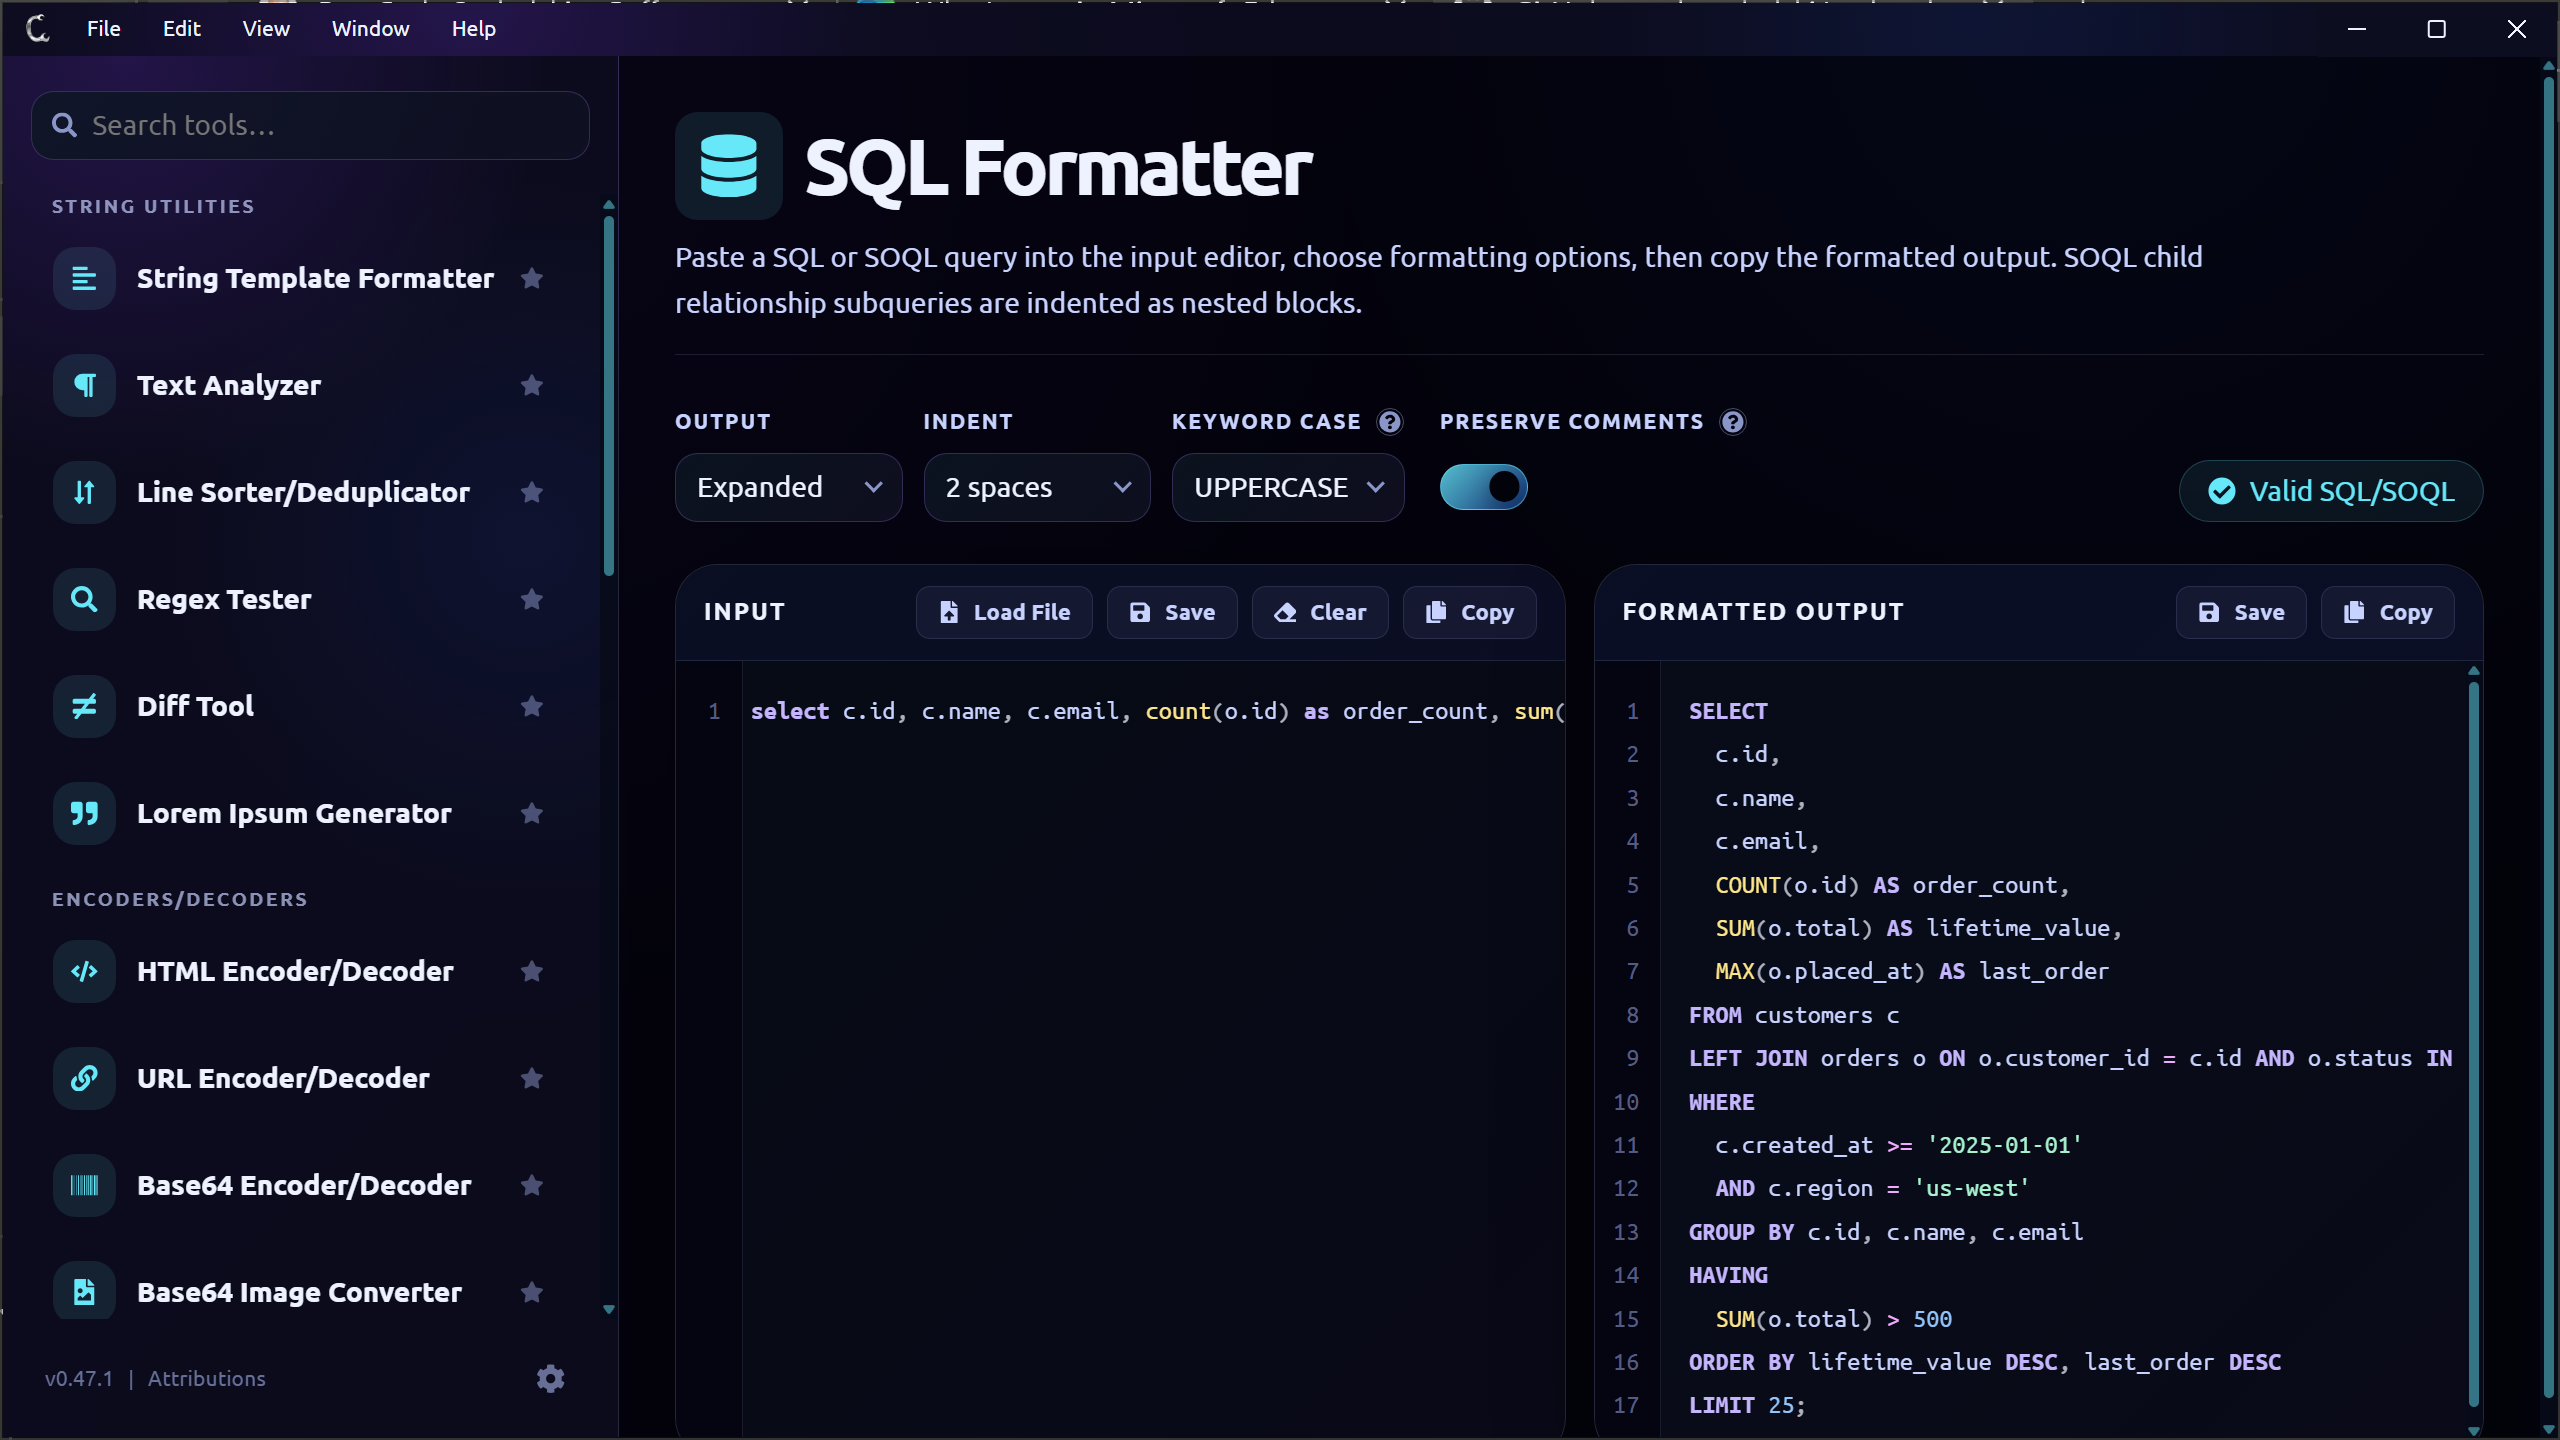 File Edit View Window Help
Search tools…
STRING UTILITIES
String Template Formatter
Text Analyzer
Line Sorter/Deduplicator
Regex Tester
Diff Tool
Lorem Ipsum Generator
ENCODERS/DECODERS
HTML Encoder/Decoder
URL Encoder/Decoder
Base64 Encoder/Decoder
Base64 Image Converter
v0.47.1 | Attributions
SQL Formatter
Paste a SQL or SOQL query into the input editor, choose formatting options, then copy the formatted output. SOQL child
relationship subqueries are indented as nested blocks.
OUTPUT INDENT KEYWORD CASE ? PRESERVE COMMENTS ?
Expanded 2 spaces UPPERCASE Valid SQL/SOQL
INPUT Load File Save Clear Copy
1 select c.id, c.name, c.email, count(o.id) as order_count, sum(
FORMATTED OUTPUT Save Copy
1 SELECT
2 c.id,
3 c.name,
4 c.email,
5 COUNT(o.id) AS order_count,
6 SUM(o.total) AS lifetime_value,
7 MAX(o.placed_at) AS last_order
8 FROM customers c
9 LEFT JOIN orders o ON o.customer_id = c.id AND o.status IN
10 WHERE
11 c.created_at >= '2025-01-01'
12 AND c.region = 'us-west'
13 GROUP BY c.id, c.name, c.email
14 HAVING
15 SUM(o.total) > 500
16 ORDER BY lifetime_value DESC, last_order DESC
17 LIMIT 25;